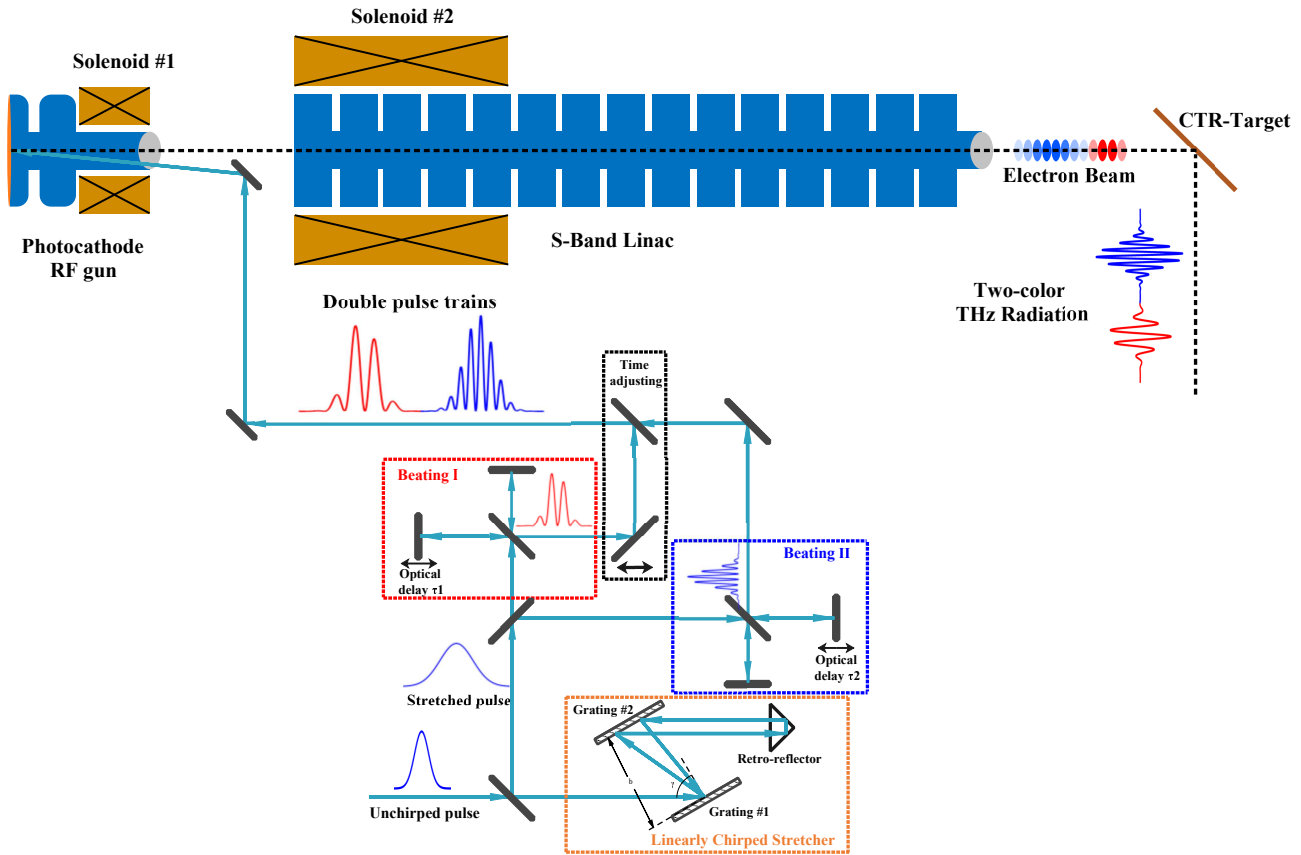 Solenoid #2
Solenoid #1
CTR-Target
Electron Beam
Photocathode
RF gun
S-Band Linac
Two-color
THz Radiation
Double pulse trains
Time
adjusting
Beating I
Optical
delay τ1
Beating II
Optical
delay τ2
Stretched pulse
Grating #2
Retro-reflector
b
γ
Unchirped pulse
Grating #1
Linearly Chirped Stretcher